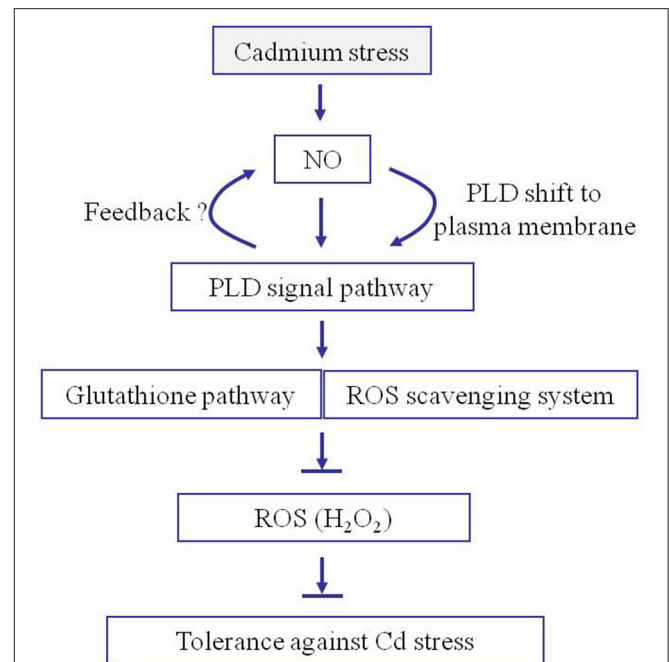 Cadmium stress
NO
Feedback ?
PLD shift to
plasma membrane
PLD signal pathway
Glutathione pathway
ROS scavenging system
ROS (H₂O₂)
Tolerance against Cd stress